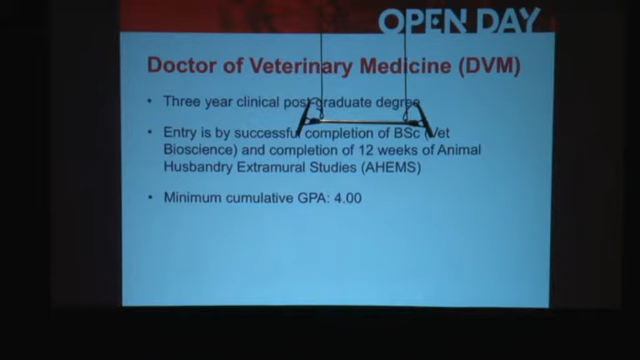 OPEN DAY
Doctor of Veterinary Medicine (DVM)
• Three year clinical post-graduate degree
• Entry is by successful completion of BSc (Vet
Bioscience) and completion of 12 weeks of Animal
Husbandry Extramural Studies (AHEMS)
• Minimum cumulative GPA: 4.00